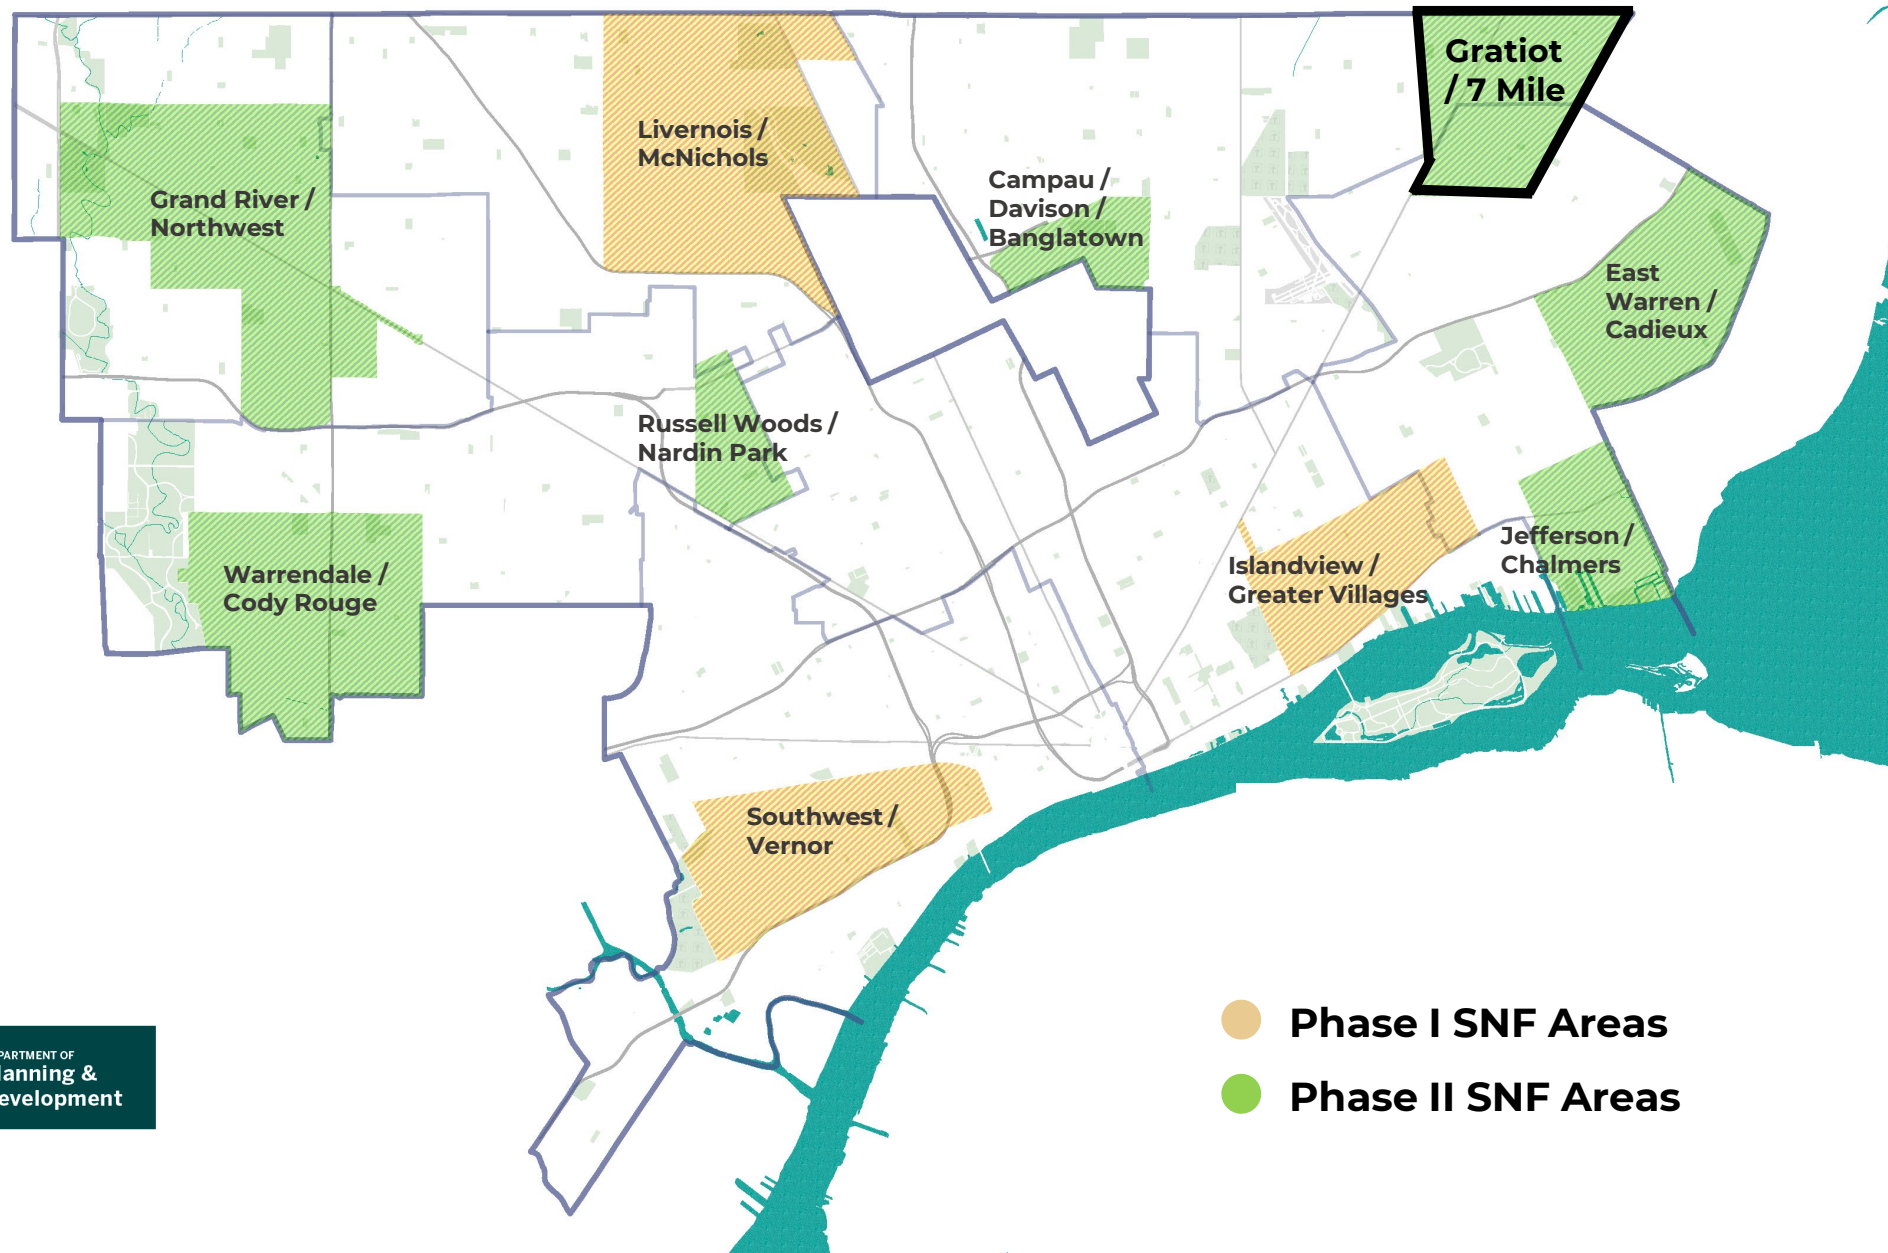 Gratiot
/ 7 Mile
Livernois /
McNichols
Campau /
Davison /
Banglatown
Grand River /
Northwest
East
Warren /
Cadieux
Russell Woods /
Nardin Park
Jefferson /
Chalmers
Islandview /
Greater Villages
Warrendale /
Cody Rouge
Southwest /
Vernor
Phase I SNF Areas
Phase II SNF Areas
PARTMENT OF
lanning &
evelopment